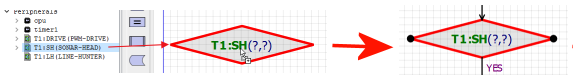 Peripherals
cpu
timer1
T1:DRIVE(PWM-DRIVE)
T1:SH(SONAR-HEAD)
T1:LH(LINE-HUNTER)
T1:SH(?,?)
T1:SH(?,?)
YES